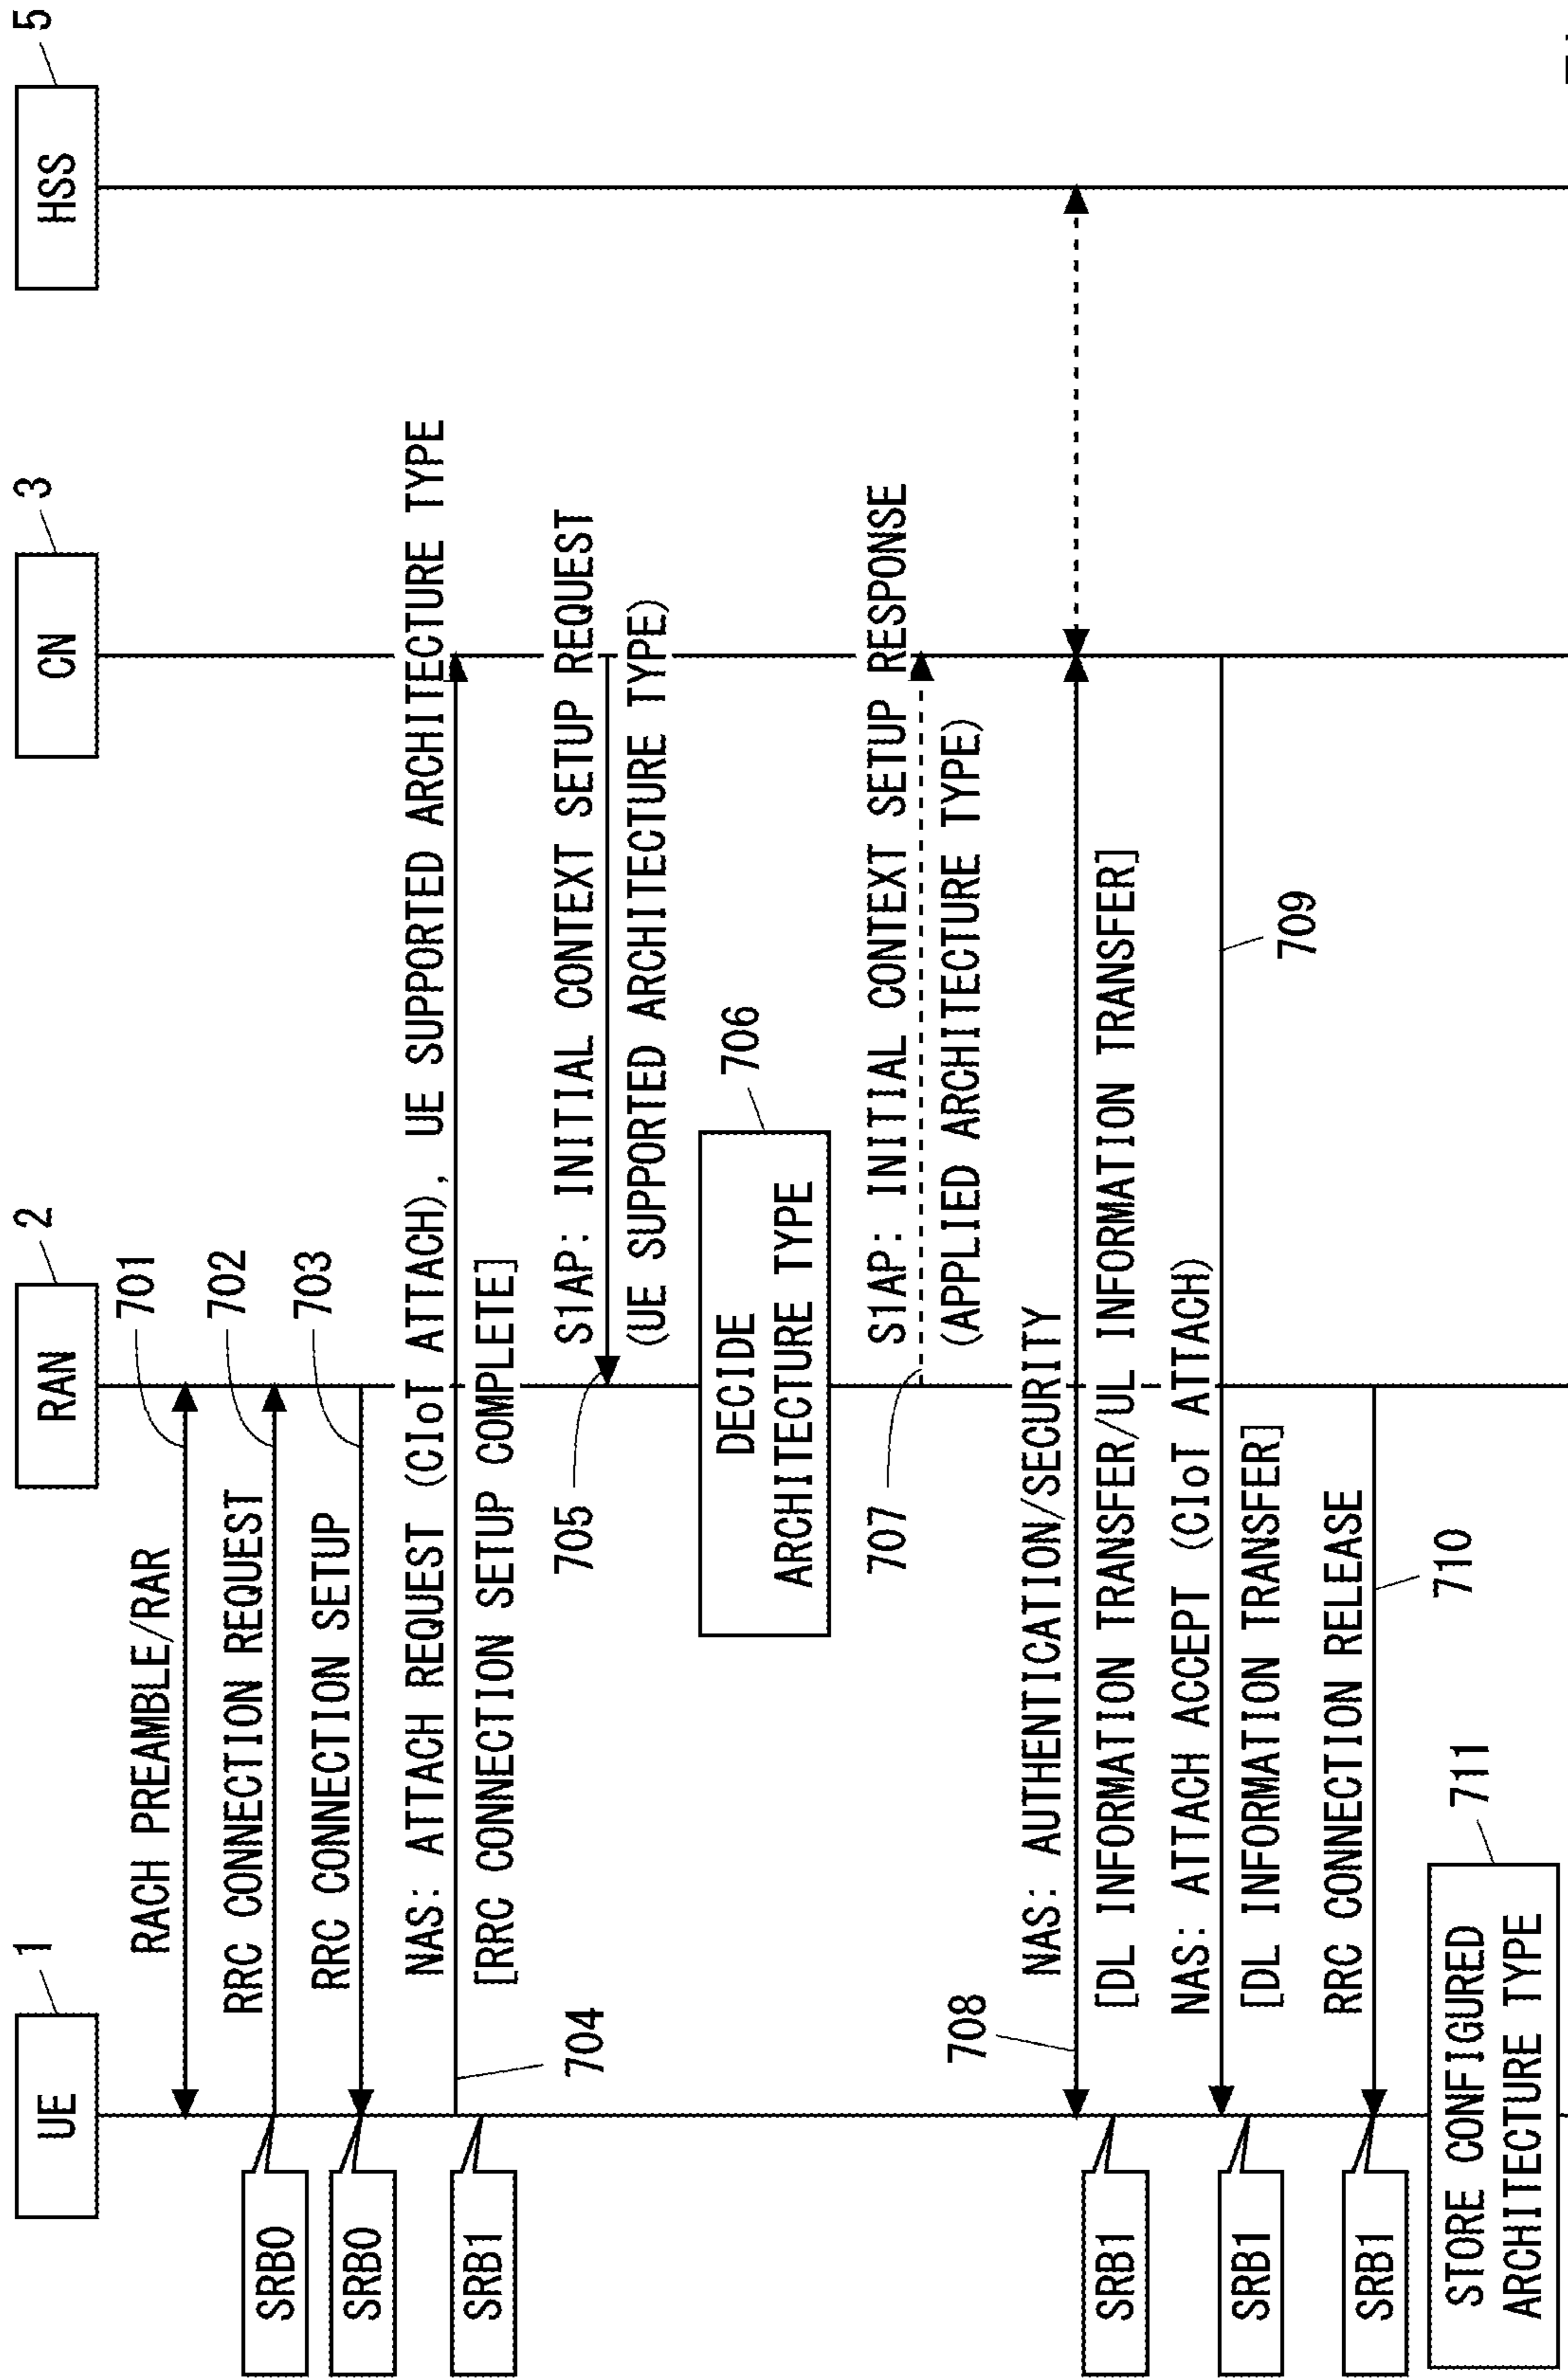 UE
1
RAN
2
CN
3
HSS
5
RACH PREAMBLE/RAR
701
SRB0
RRC CONNECTION REQUEST
702
SRB0
RRC CONNECTION SETUP
703
NAS: ATTACH REQUEST (CIoT ATTACH), UE SUPPORTED ARCHITECTURE TYPE
SRB1
[RRC CONNECTION SETUP COMPLETE]
704
S1AP: INITIAL CONTEXT SETUP REQUEST
705
(UE SUPPORTED ARCHITECTURE TYPE)
DECIDE
ARCHITECTURE TYPE
706
S1AP: INITIAL CONTEXT SETUP RESPONSE
707
(APPLIED ARCHITECTURE TYPE)
708
NAS: AUTHENTICATION/SECURITY
SRB1
[DL INFORMATION TRANSFER/UL INFORMATION TRANSFER]
NAS: ATTACH ACCEPT (CIoT ATTACH)
SRB1
[DL INFORMATION TRANSFER]
709
SRB1
RRC CONNECTION RELEASE
710
STORE CONFIGURED
ARCHITECTURE TYPE
711